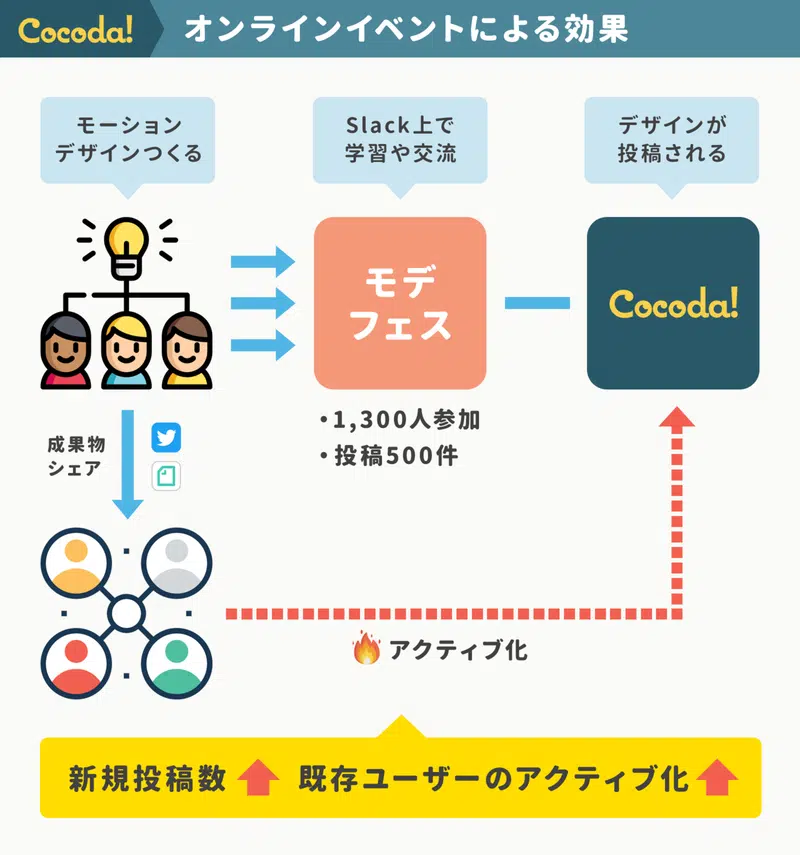 Cocoda! オンラインイベントによる効果
モーション
デザインつくる
Slack上で
学習や交流
デザインが
投稿される
モデ
フェス
Cocoda!
・1,300人参加
・投稿500件
成果物
シェア
アクティブ化
新規投稿数 既存ユーザーのアクティブ化